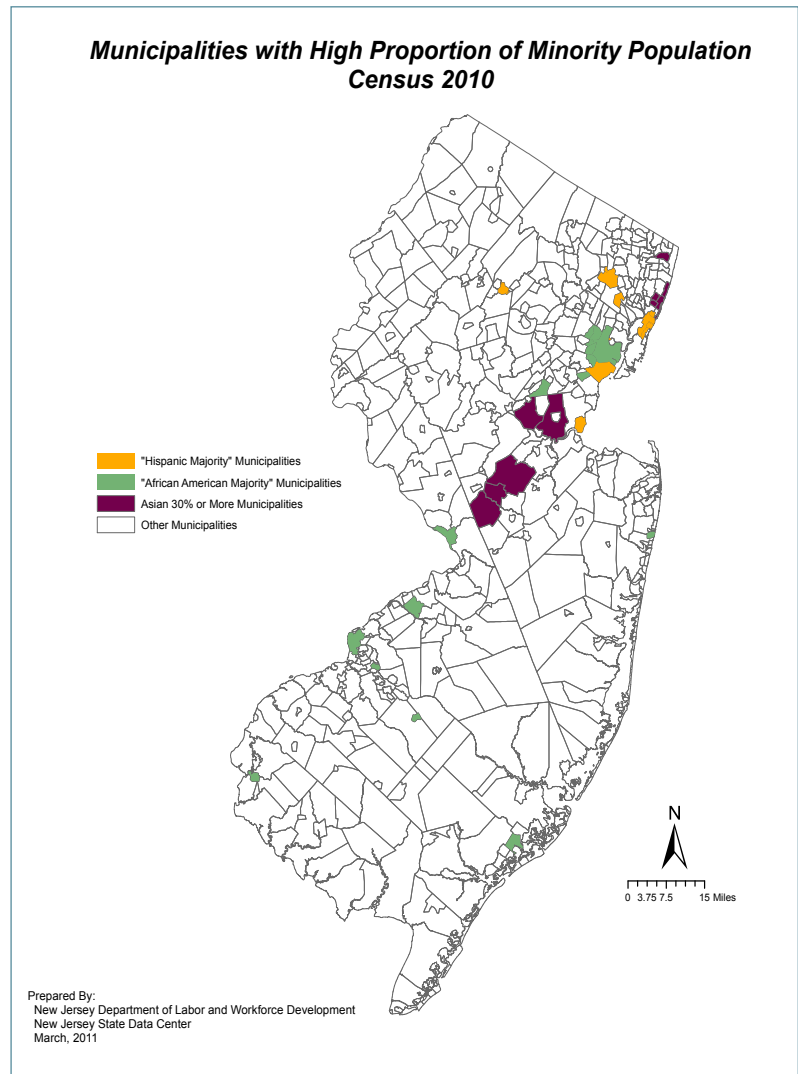 Municipalities with High Proportion of Minority Population
Census 2010
"Hispanic Majority" Municipalities
"African American Majority" Municipalities
Asian 30% or More Municipalities
Other Municipalities
N
0 3.75 7.5 15 Miles
Prepared By:
New Jersey Department of Labor and Workforce Development
New Jersey State Data Center
March, 2011